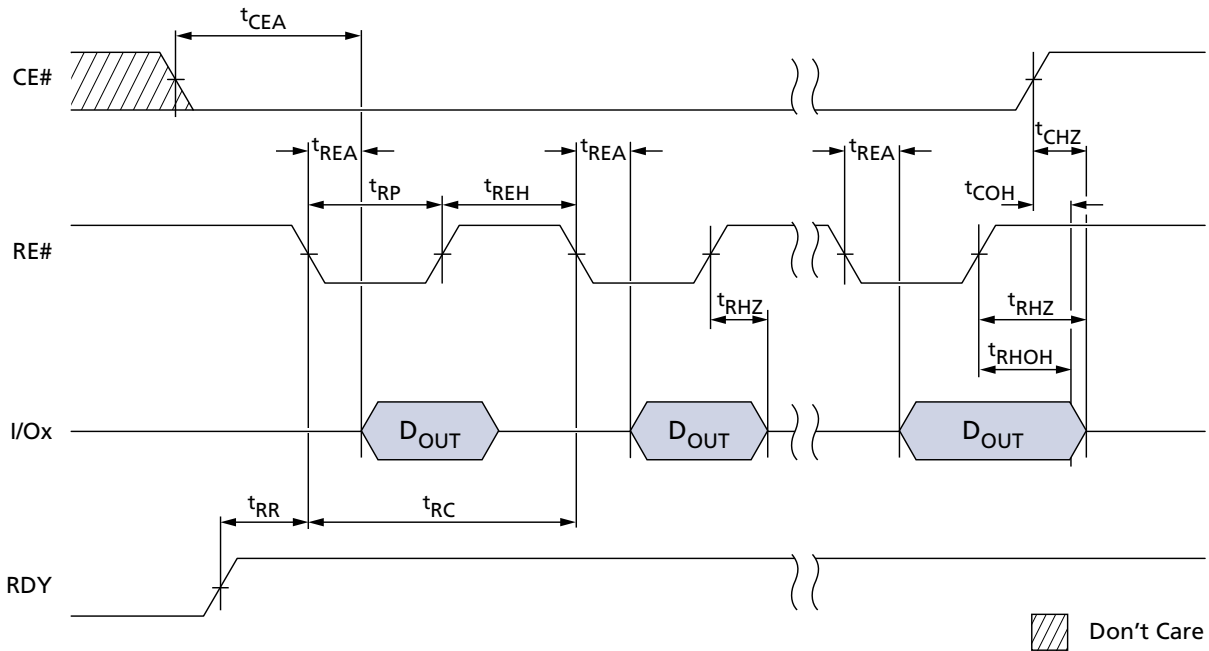 tCEA
CE#
tCHZ
tREA
tREA
tREA
tRP
tREH
tCOH
RE#
tRHZ
tRHZ
tRHOH
I/Ox
DOUT
DOUT
DOUT
tRR
tRC
RDY
Don't Care